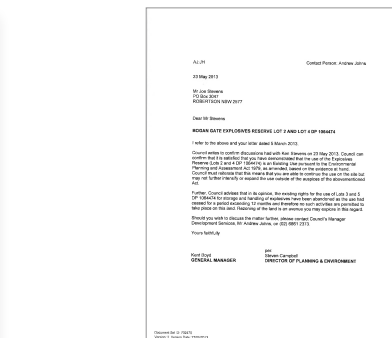 AJ:JH Contact Person: Andrew Johns
23 May 2013
Mr Joe Stevens
PO Box 3047
ROBERTSON NSW 2577
Dear Mr Stevens
BOGAN GATE EXPLOSIVES RESERVE LOT 2 AND LOT 4 DP 1084474
I refer to the above and your letter dated 5 March 2013.
Council writes to confirm discussions had with Ken Stevens on 23 May 2013. Council can
confirm that it is satisfied that you have demonstrated that the use of the Explosives
Reserve (Lots 2 and 4 DP 1084474) is an Existing Use pursuant to the Environmental
Planning and Assessment Act 1979, as amended, based on the evidence at hand.
Council must reiterate that this means that you are able to continue the use on the site but
may not further intensify or expand the use outside of the auspices of the abovementioned
Act.
Further, Council advises that in its opinion, the existing rights for the use of Lots 3 and 5
DP 1084474 for storage and handling of explosives have been abandoned as the use had
ceased for a period extending 12 months and therefore no such activities are permitted to
take place on this land. Rezoning of the land is an avenue you may explore in this regard.
Should you wish to discuss the matter further, please contact Council's Manager
Development Services, Mr Andrew Johns, on (02) 6861 2373.
Yours faithfully
per:
Kent Boyd Steven Campbell
GENERAL MANAGER DIRECTOR OF PLANNING & ENVIRONMENT
Document Set ID: